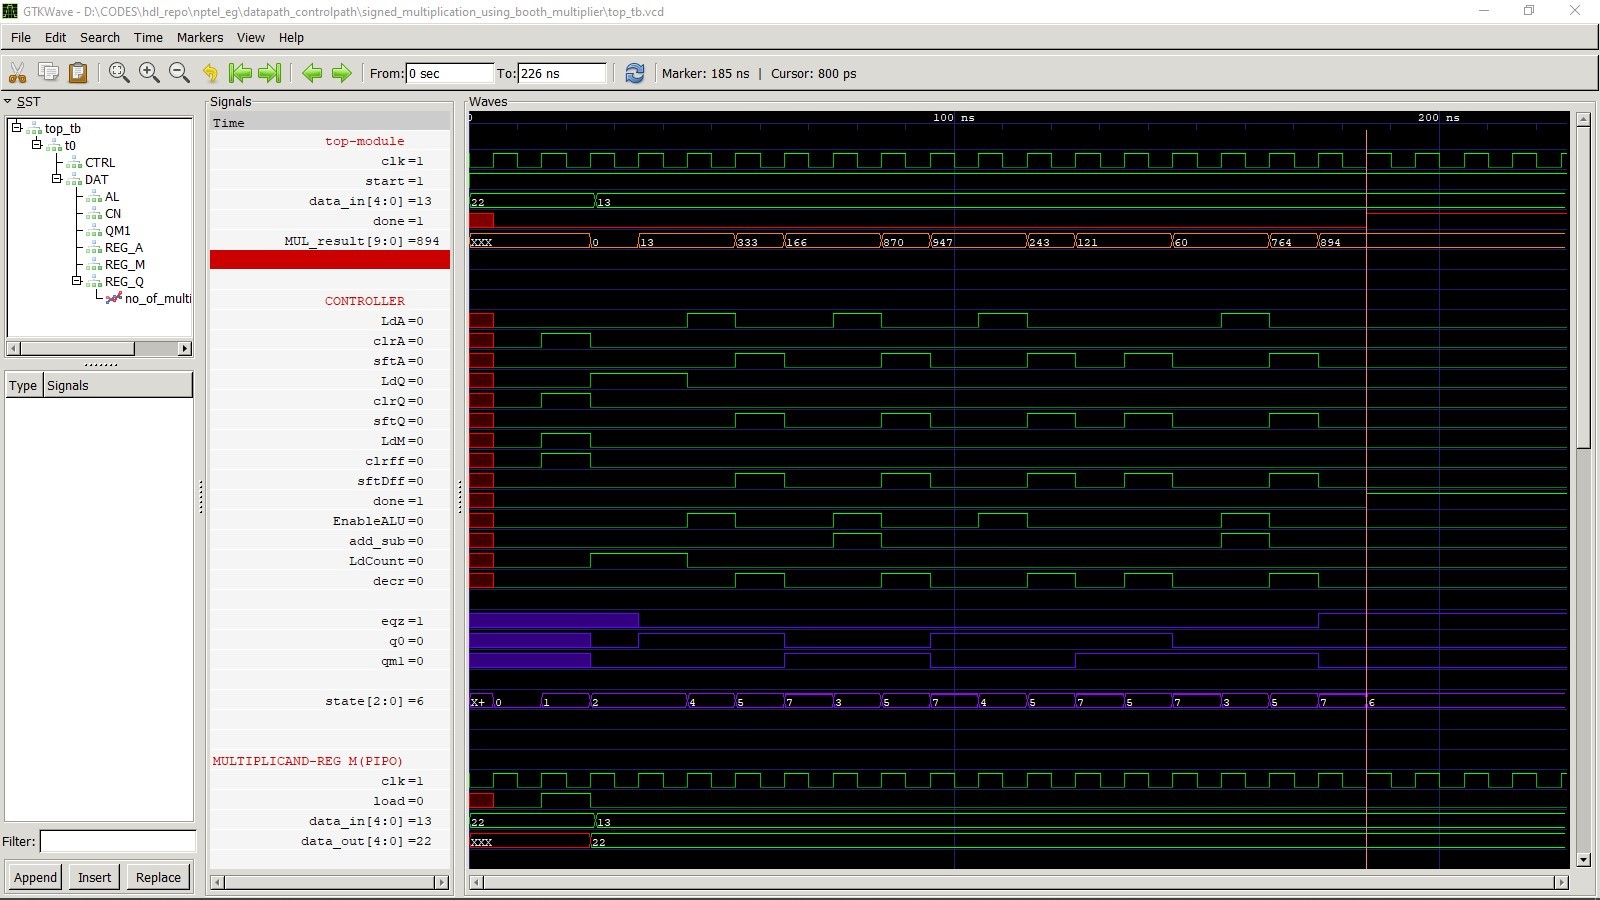 GTKWave - D:\CODES\hdl_repo\nptel_eg\datapath_controlpath\signed_multiplication_using_booth_multiplier\top_tb.vcd
File Edit Search Time Markers View Help
From: 0 sec To: 226 ns Marker: 185 ns | Cursor: 800 ps
SST
top_tb
t0
CTRL
DAT
AL
CN
QM1
REG_A
REG_M
REG_Q
no_of_multi
Type Signals
Filter:
Append Insert Replace
Signals
Time
top-module
clk=1
start=1
data_in[4:0]=13
done=1
MUL_result[9:0]=894
CONTROLLER
LdA=0
clrA=0
sftA=0
LdQ=0
clrQ=0
sftQ=0
LdM=0
clrff=0
sftDff=0
done=1
EnableALU=0
add_sub=0
LdCount=0
decr=0
eqz=1
q0=0
qm1=0
state[2:0]=6
MULTIPLICAND-REG M(PIPO)
clk=1
load=0
data_in[4:0]=13
data_out[4:0]=22
Waves
0 100 ns 200 ns
22 13
XXX 0 13 333 166 870 947 243 121 60 764 894
X+ 0 1 2 4 5 7 3 5 7 4 5 7 5 7 3 5 7 6
22 13
XXX 22